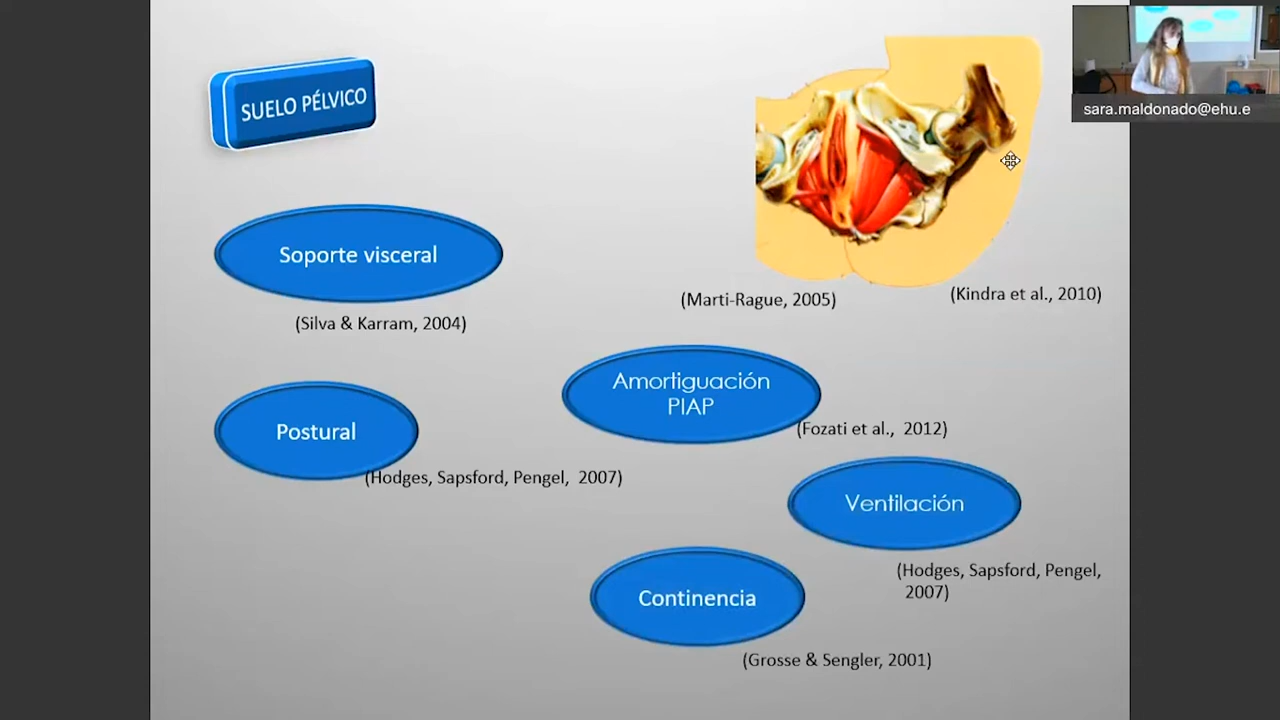 SUELO PÉLVICO
sara.maldonado@ehu.e
Soporte visceral
(Silva & Karram, 2004)
(Marti-Rague, 2005)
(Kindra et al., 2010)
Amortiguación
PIAP
(Fozati et al., 2012)
Postural
(Hodges, Sapsford, Pengel, 2007)
Ventilación
(Hodges, Sapsford, Pengel,
2007)
Continencia
(Grosse & Sengler, 2001)